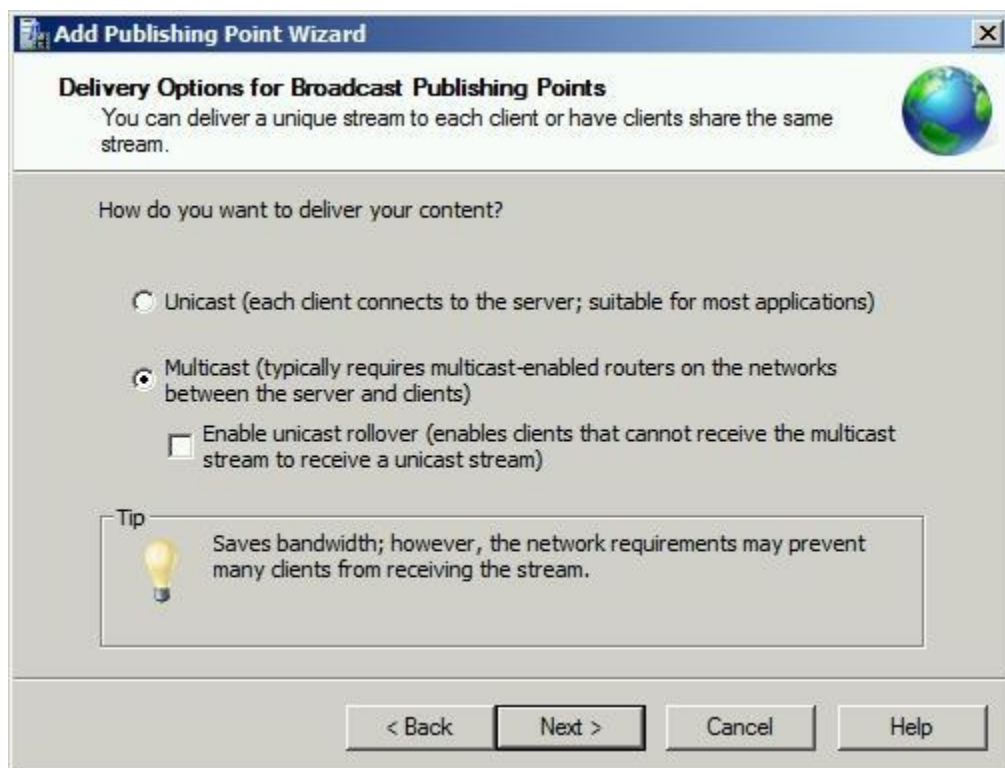 Add Publishing Point Wizard
Delivery Options for Broadcast Publishing Points
You can deliver a unique stream to each client or have clients share the same
stream.
How do you want to deliver your content?
Unicast (each client connects to the server; suitable for most applications)
Multicast (typically requires multicast-enabled routers on the networks
between the server and clients)
Enable unicast rollover (enables clients that cannot receive the multicast
stream to receive a unicast stream)
Tip
Saves bandwidth; however, the network requirements may prevent
many clients from receiving the stream.
< Back Next > Cancel Help